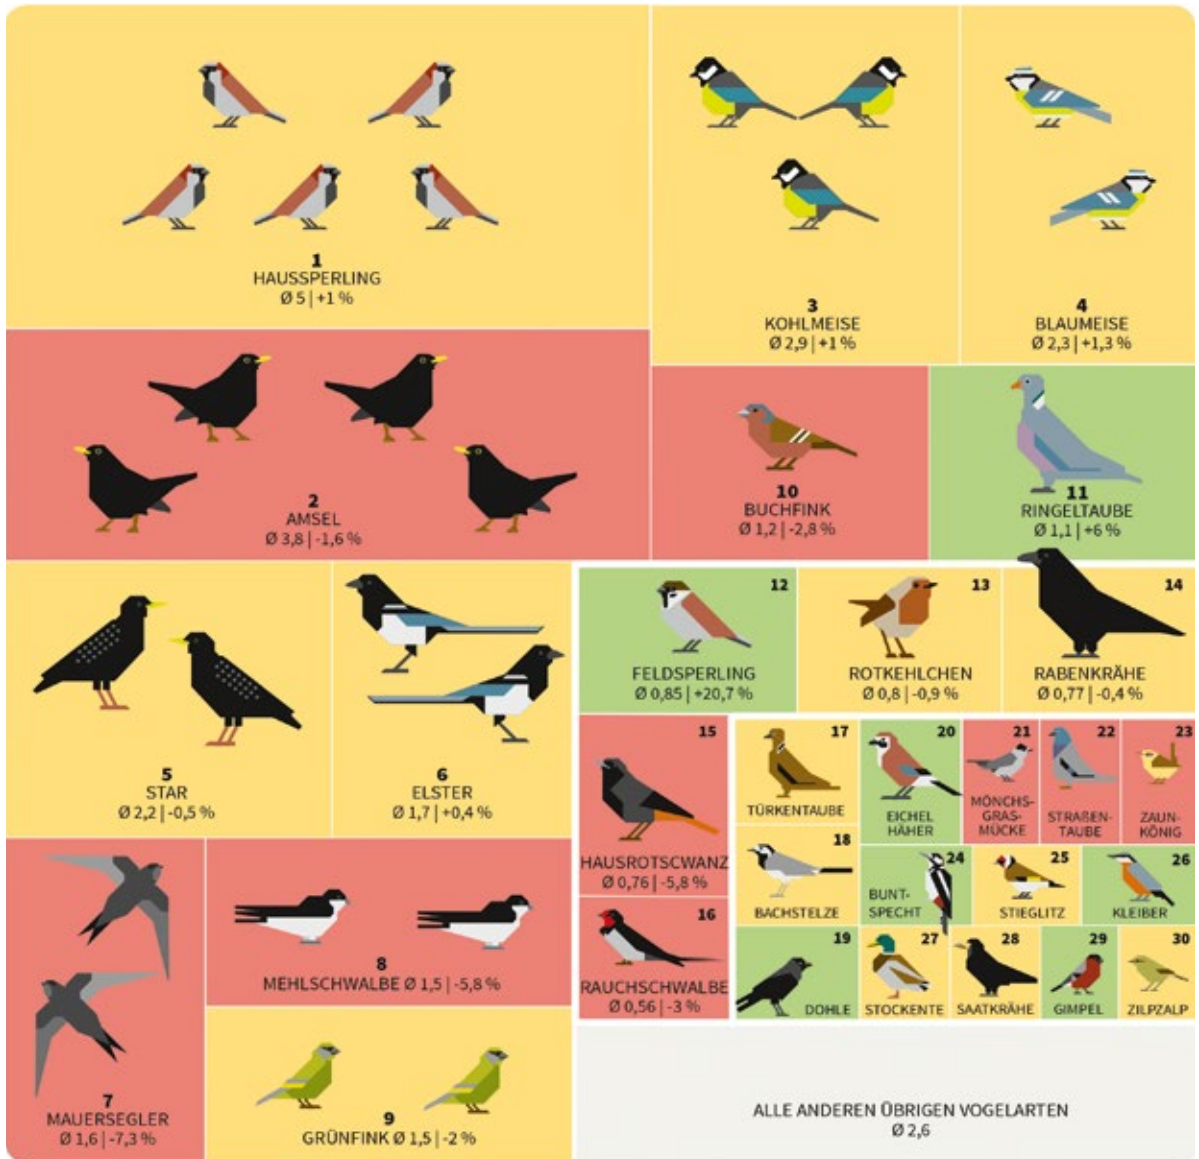 1
HAUSSPERLING
Ø 5 | +1 %
2
AMSEL
Ø 3,8 | -1,6 %
3
KOHLMEISE
Ø 2,9 | +1 %
4
BLAUMEISE
Ø 2,3 | +1,3 %
10
BUCHFINK
Ø 1,2 | -2,8 %
11
RINGELTAUBE
Ø 1,1 | +6 %
5
STAR
Ø 2,2 | -0,5 %
6
ELSTER
Ø 1,7 | +0,4 %
12
FELDSPERLING
Ø 0,85 | +20,7 %
13
ROTKEHLCHEN
Ø 0,8 | -0,9 %
14
RABENKRÄHE
Ø 0,77 | -0,4 %
7
MAUERSEGLER
Ø 1,6 | -7,3 %
8
MEHLSCHWALBE Ø 1,5 | -5,8 %
9
GRÜNFINK Ø 1,5 | -2 %
15
HAUSROTSCWANZ
Ø 0,76 | -5,8 %
16
RAUCHSCHWALBE
Ø 0,56 | -3 %
17
TÜRKENTAUBE
20
EICHEL
HÄHER
21
MÖNCHS-
GRAS-
MÜCKE
22
STRAßEN-
TAUBE
23
ZAUN-
KÖNIG
18
BACHSTELZE
24
BUNT-
SPECHT
25
STIEGLITZ
26
KLEIBER
19
DOHLE
27
STOCKENTE
28
SAATKRÄHE
29
GIMPEL
30
ZILPZALP
ALLE ANDEREN ÜBRIGEN VOGELARTEN
Ø 2,6